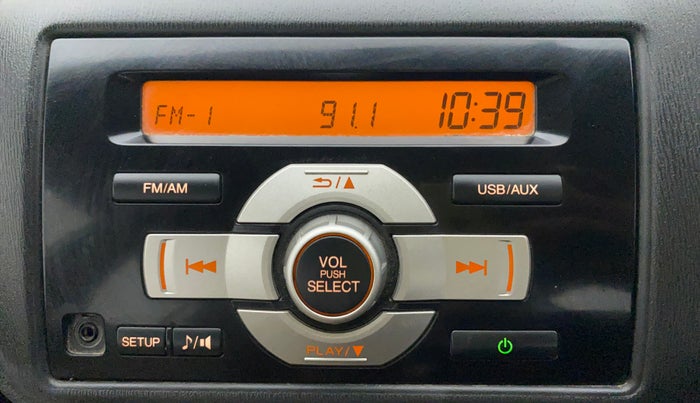 FM-1 91.1 10:39
FM/AM
USB/AUX
VOL
PUSH
SELECT
SETUP
PLAY/▼